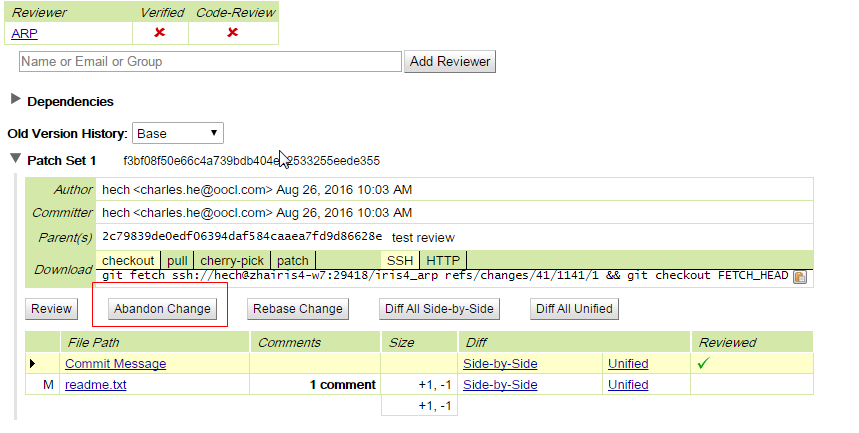 Reviewer Verified Code-Review
ARP
Name or Email or Group Add Reviewer
Dependencies
Old Version History: Base
Patch Set 1 f3bf08f50e66c4a739bdb404e 2533255eede355
Author hech <charles.he@oocl.com> Aug 26, 2016 10:03 AM
Committer hech <charles.he@oocl.com> Aug 26, 2016 10:03 AM
Parent(s) 2c79839de0edf06394daf584caaea7fd9d86628e test review
Download checkout pull cherry-pick patch SSH HTTP
git fetch ssh://hech@zhairis4-w7:29418/iris4_arp refs/changes/41/1141/1 && git checkout FETCH_HEAD
Review Abandon Change Rebase Change Diff All Side-by-Side Diff All Unified
File Path Comments Size Diff Reviewed
Commit Message Side-by-Side Unified
M readme.txt 1 comment +1, -1 Side-by-Side Unified
+1, -1